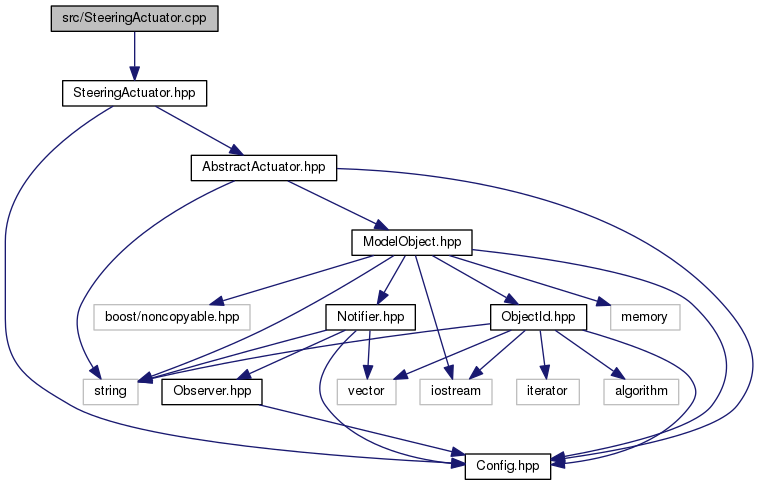 src/SteeringActuator.cpp
SteeringActuator.hpp
AbstractActuator.hpp
ModelObject.hpp
boost/noncopyable.hpp
Notifier.hpp
ObjectId.hpp
memory
string
Observer.hpp
vector
iostream
iterator
algorithm
Config.hpp